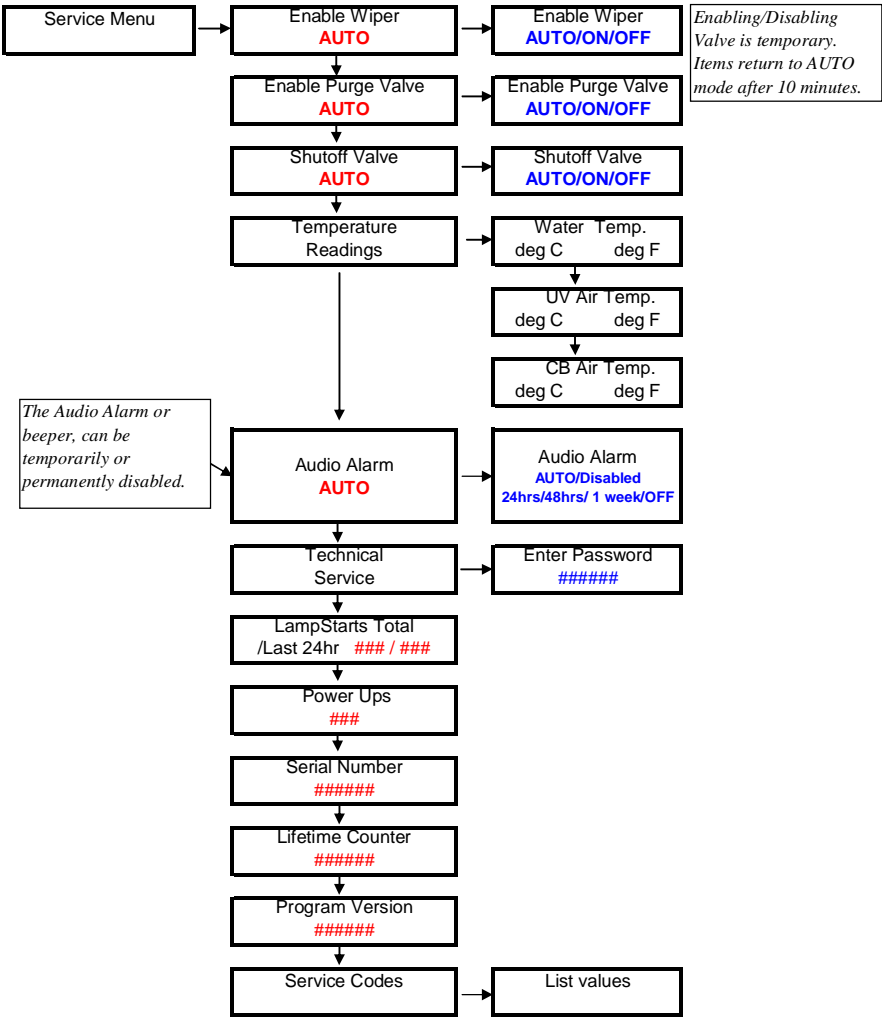 Service Menu
Enable Wiper
AUTO
Enable Wiper
AUTO/ON/OFF
Enabling/Disabling
Valve is temporary.
Items return to AUTO
mode after 10 minutes.
Enable Purge Valve
AUTO
Enable Purge Valve
AUTO/ON/OFF
Shutoff Valve
AUTO
Shutoff Valve
AUTO/ON/OFF
Temperature
Readings
Water Temp.
deg C deg F
UV Air Temp.
deg C deg F
CB Air Temp.
deg C deg F
The Audio Alarm or
beeper, can be
temporarily or
permanently disabled.
Audio Alarm
AUTO
Audio Alarm
AUTO/Disabled
24hrs/48hrs/ 1 week/OFF
Technical
Service
Enter Password
######
LampStarts Total
/Last 24hr ### / ###
Power Ups
###
Serial Number
######
Lifetime Counter
######
Program Version
######
Service Codes
List values